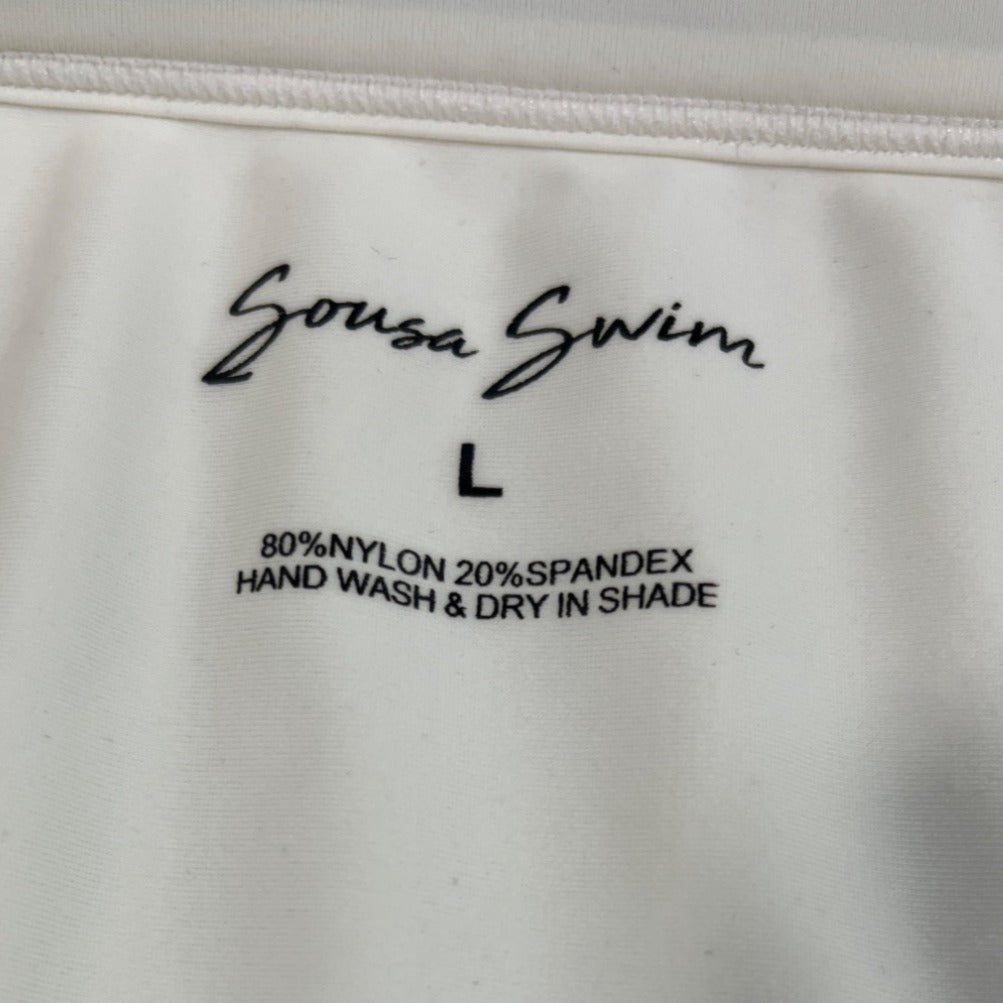 Sousa Swim
L
80%NYLON 20%SPANDEX
HAND WASH & DRY IN SHADE